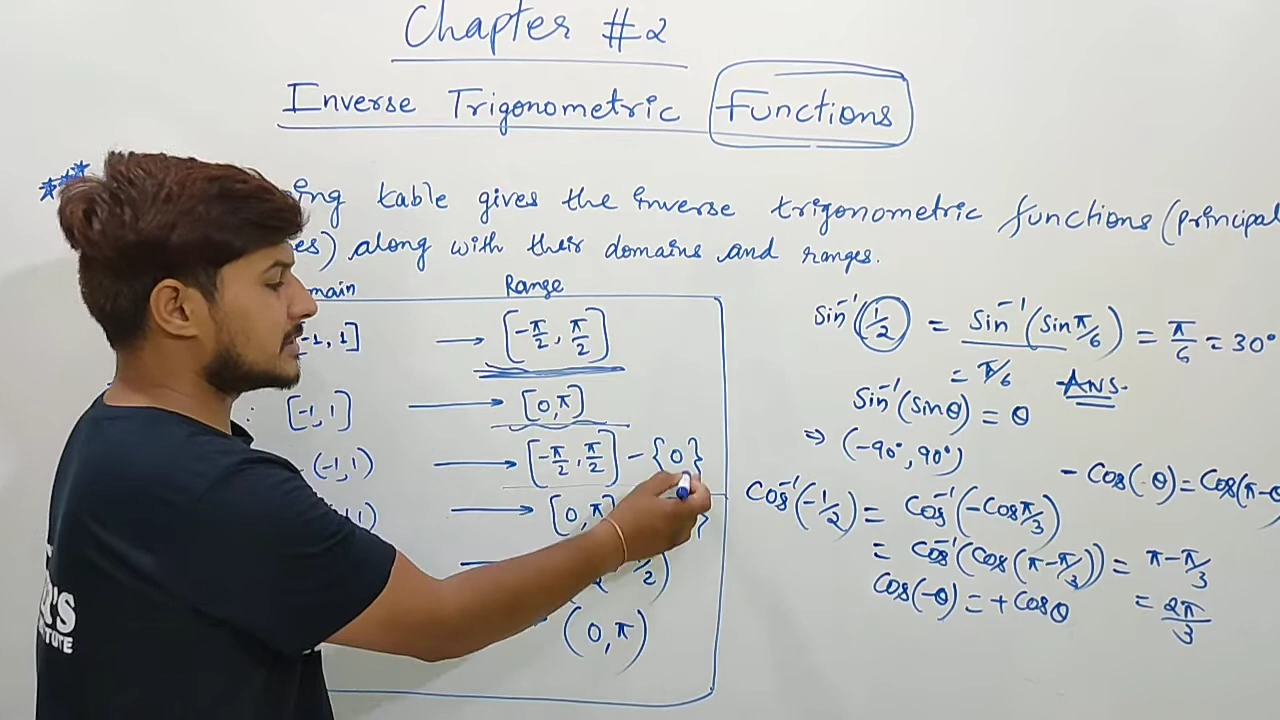 Chapter #2
Inverse Trigonometric Functions
table gives the inverse trigonometric functions (principal
along with their domains and ranges.
Range
-1, 1] → [-π/2, π/2]
: [-1, 1] → [0, π]
-(-1, 1) → [-π/2, π/2] - {0}
→ [0, π]
(0, π)
Sin⁻¹(1/2) = Sin⁻¹(Sin π/6) = π/6 = 30°
= π/6 ANS.
Sin⁻¹(Sinθ) = θ
⇒ (-90°, 90°)
- Cos(θ) = Cos(π-θ
Cos⁻¹(-1/2) = Cos⁻¹(-Cos π/3)
= Cos⁻¹(Cos(π-π/3)) = π-π/3
Cos(-θ) = +Cosθ = 2π/3
'S
TUTE